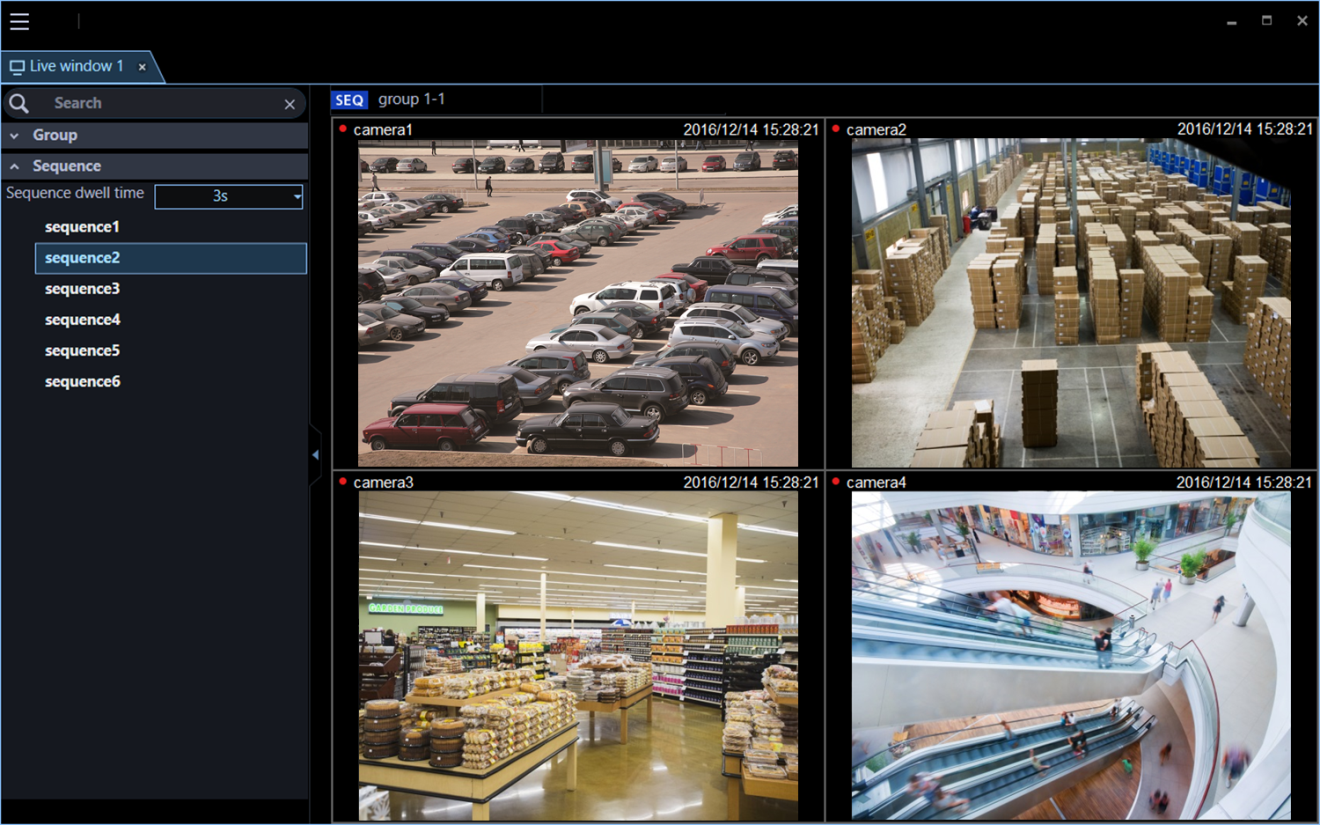 Live window 1
Search
Group
Sequence
Sequence dwell time 3s
sequence1
sequence2
sequence3
sequence4
sequence5
sequence6
SEQ group 1-1
camera1 2016/12/14 15:28:21
camera2 2016/12/14 15:28:21
camera3 2016/12/14 15:28:21
GARDEN PRODUCE
camera4 2016/12/14 15:28:21